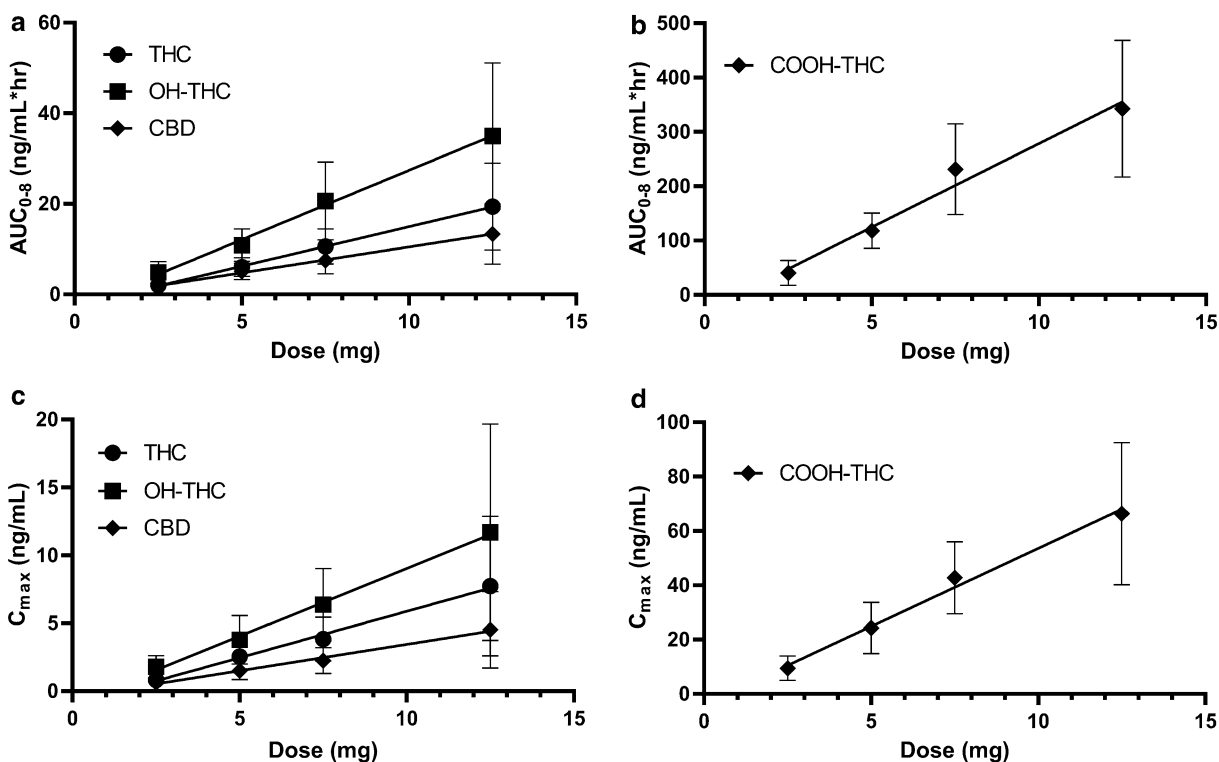 a
60
40
20
0
AUC0-8 (ng/mL*hr)
THC
OH-THC
CBD
0 5 10 15
Dose (mg)
b
500
400
300
200
100
0
AUC0-8 (ng/mL*hr)
COOH-THC
0 5 10 15
Dose (mg)
c
20
15
10
5
0
Cmax (ng/mL)
THC
OH-THC
CBD
0 5 10 15
Dose (mg)
d
100
80
60
40
20
0
Cmax (ng/mL)
COOH-THC
0 5 10 15
Dose (mg)